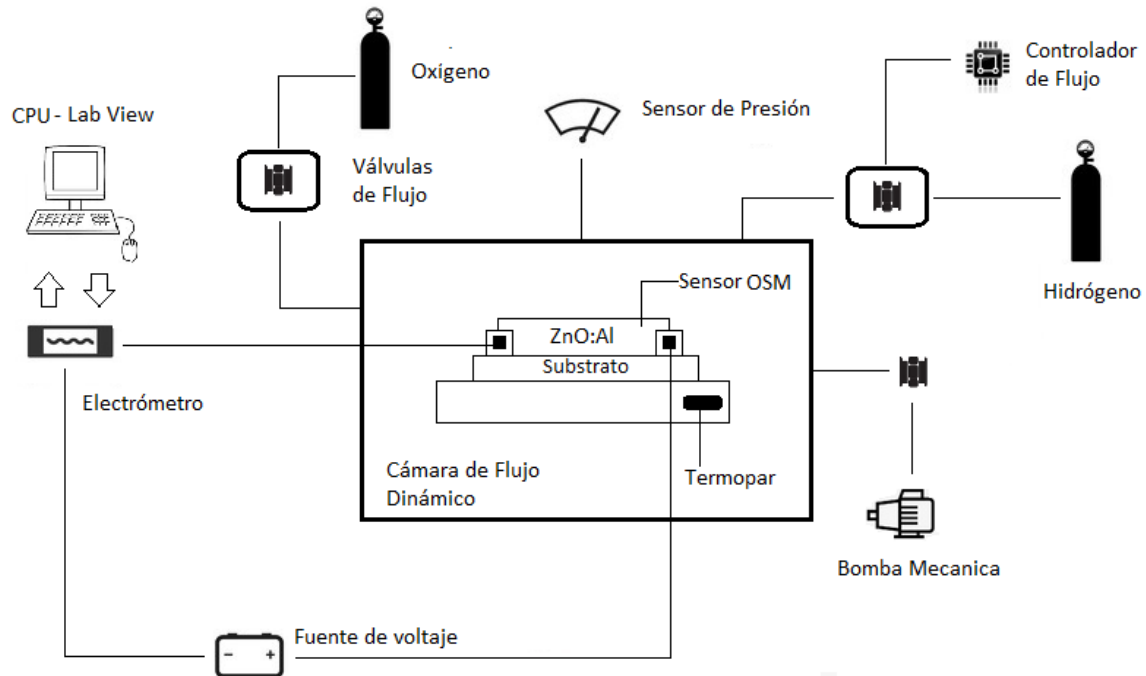 Oxígeno
Controlador
de Flujo
CPU - Lab View
Sensor de Presión
Válvulas
de Flujo
Sensor OSM
Hidrógeno
ZnO:Al
Substrato
Electrómetro
Cámara de Flujo
Dinámico
Termopar
Bomba Mecanica
Fuente de voltaje
- +